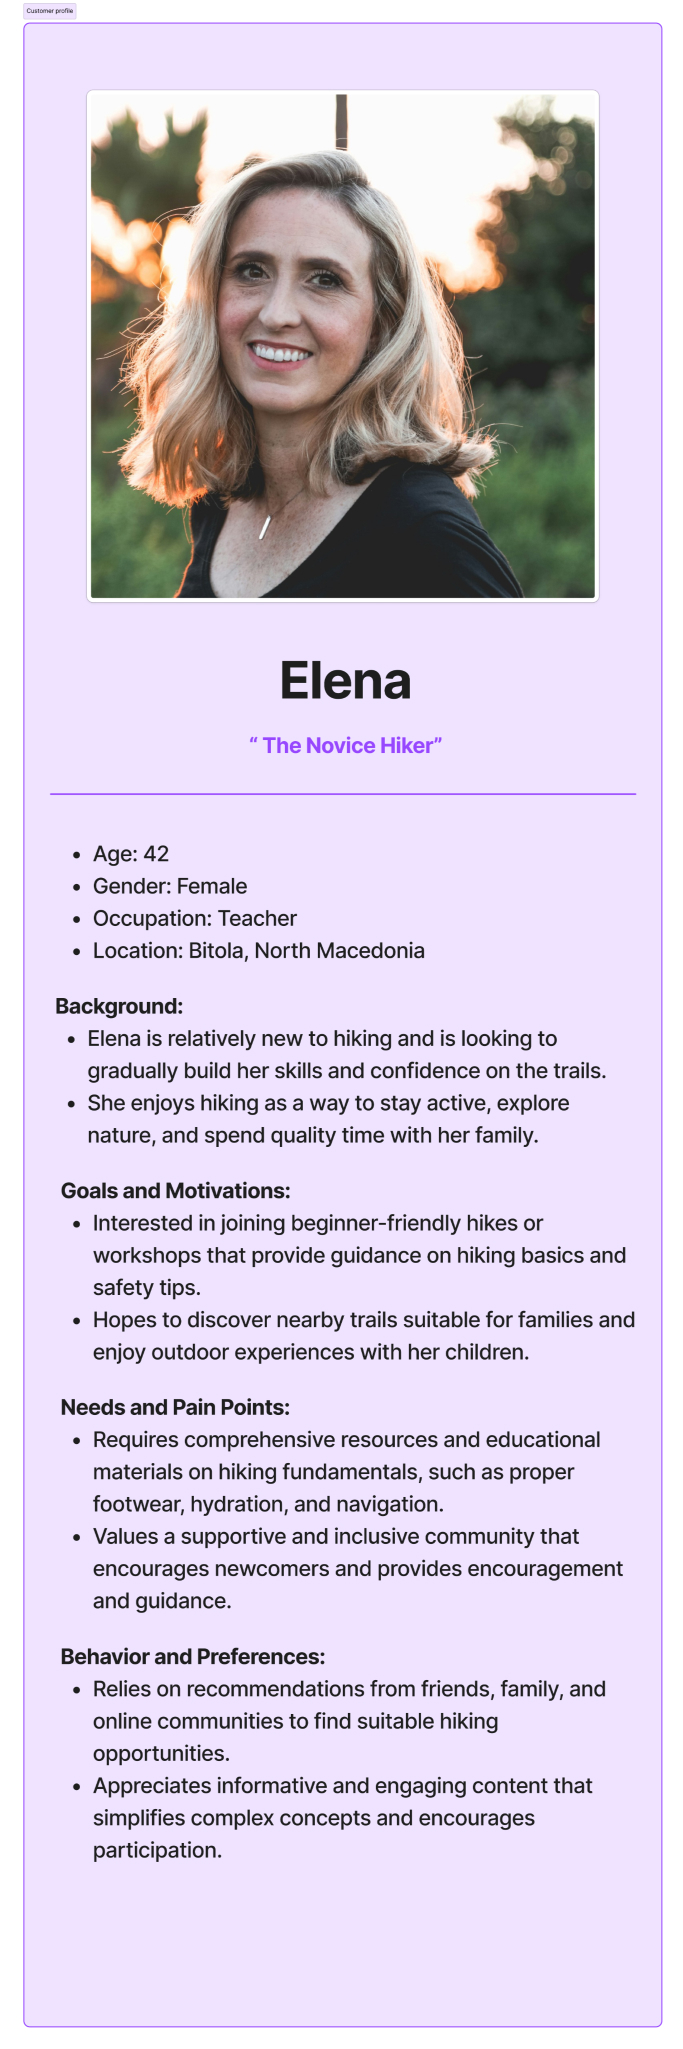 Customer profile
Elena
“ The Novice Hiker”
• Age: 42
• Gender: Female
• Occupation: Teacher
• Location: Bitola, North Macedonia
Background:
• Elena is relatively new to hiking and is looking to
gradually build her skills and confidence on the trails.
• She enjoys hiking as a way to stay active, explore
nature, and spend quality time with her family.
Goals and Motivations:
• Interested in joining beginner-friendly hikes or
workshops that provide guidance on hiking basics and
safety tips.
• Hopes to discover nearby trails suitable for families and
enjoy outdoor experiences with her children.
Needs and Pain Points:
• Requires comprehensive resources and educational
materials on hiking fundamentals, such as proper
footwear, hydration, and navigation.
• Values a supportive and inclusive community that
encourages newcomers and provides encouragement
and guidance.
Behavior and Preferences:
• Relies on recommendations from friends, family, and
online communities to find suitable hiking
opportunities.
• Appreciates informative and engaging content that
simplifies complex concepts and encourages
participation.